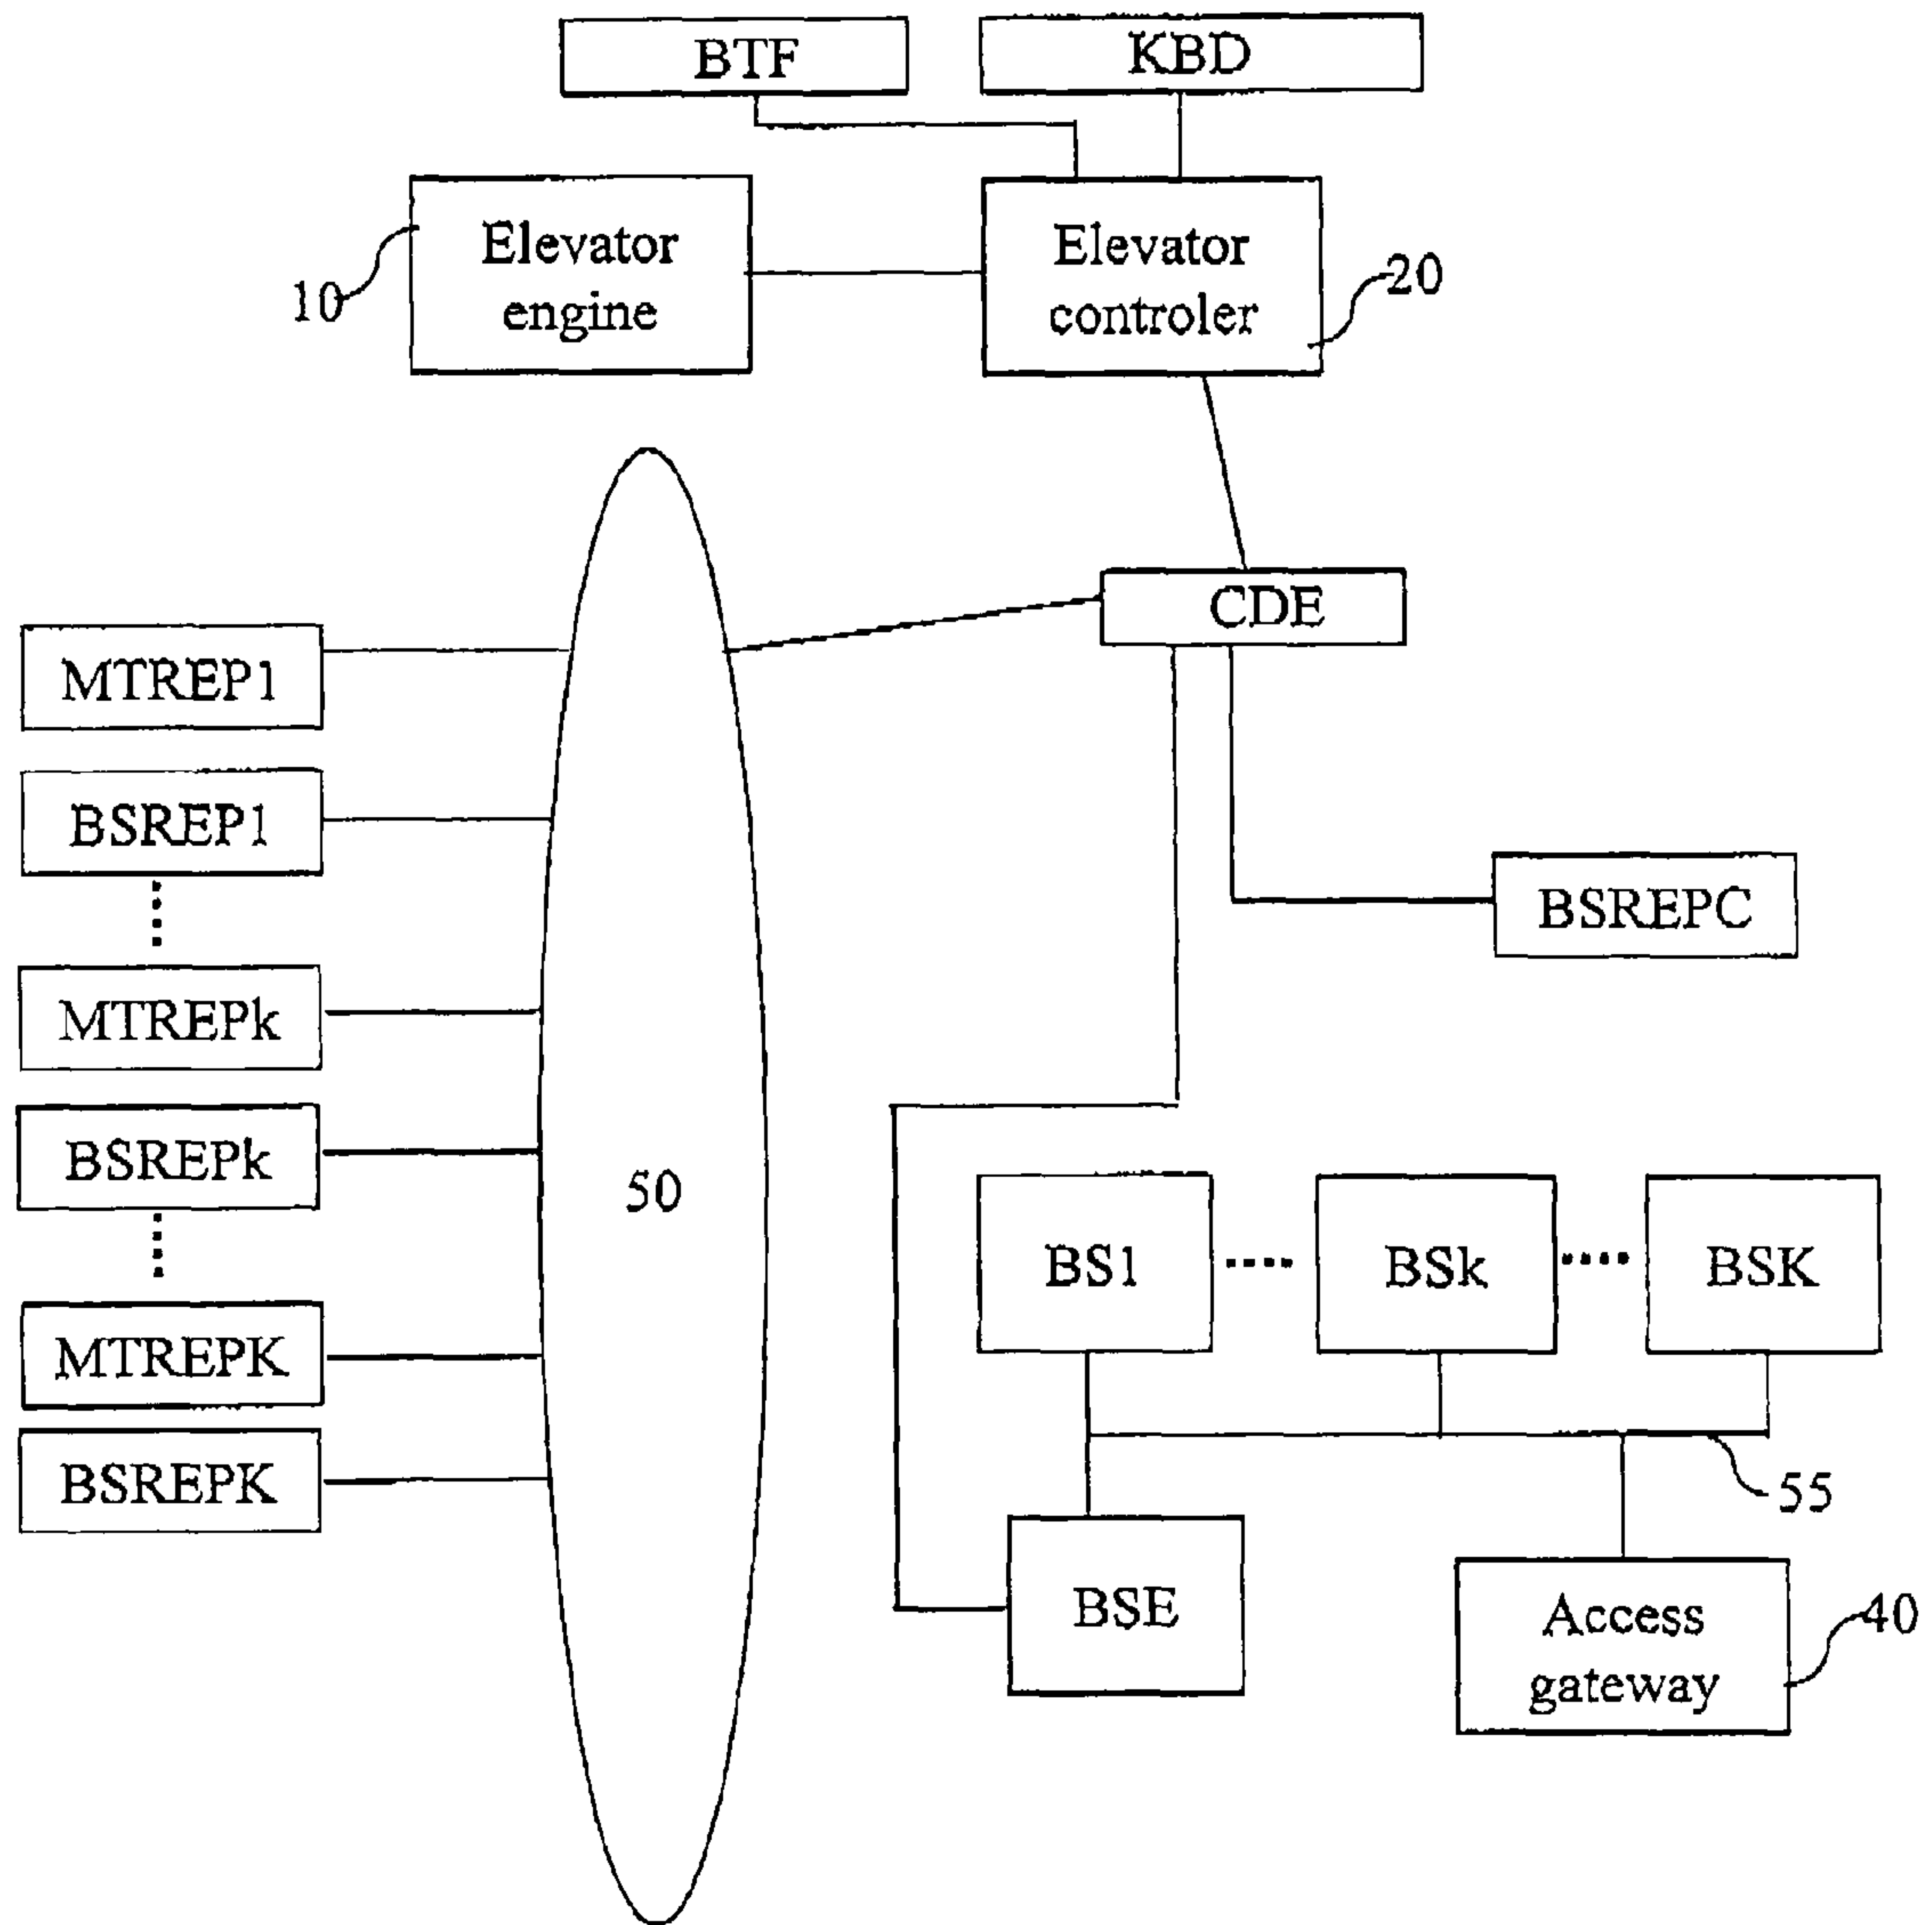 BTF
KBD
Elevator
engine
10
Elevator
controler
20
CDE
MTREP1
BSREP1
BSREPC
MTREPk
BSREPk
50
BS1
BSk
BSK
MTREPK
BSREPK
55
BSE
Access
gateway
40